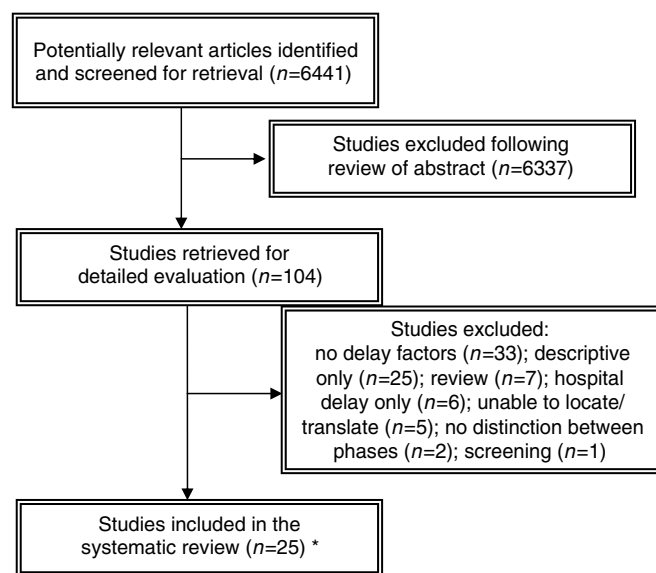 Potentially relevant articles identified
and screened for retrieval (n=6441)
Studies excluded following
review of abstract (n=6337)
Studies retrieved for
detailed evaluation (n=104)
Studies excluded:
no delay factors (n=33); descriptive
only (n=25); review (n=7); hospital
delay only (n=6); unable to locate/
translate (n=5); no distinction between
phases (n=2); screening (n=1)
Studies included in the
systematic review (n=25) *